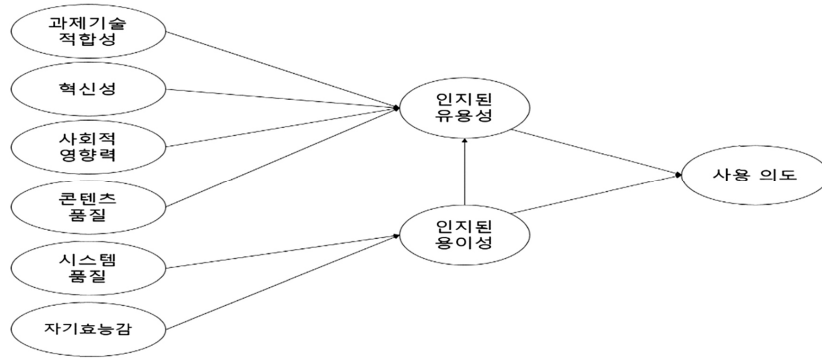 과제기술
적합성
혁신성
사회적
영향력
콘텐츠
품질
시스템
품질
자기효능감
인지된
유용성
인지된
용이성
사용 의도